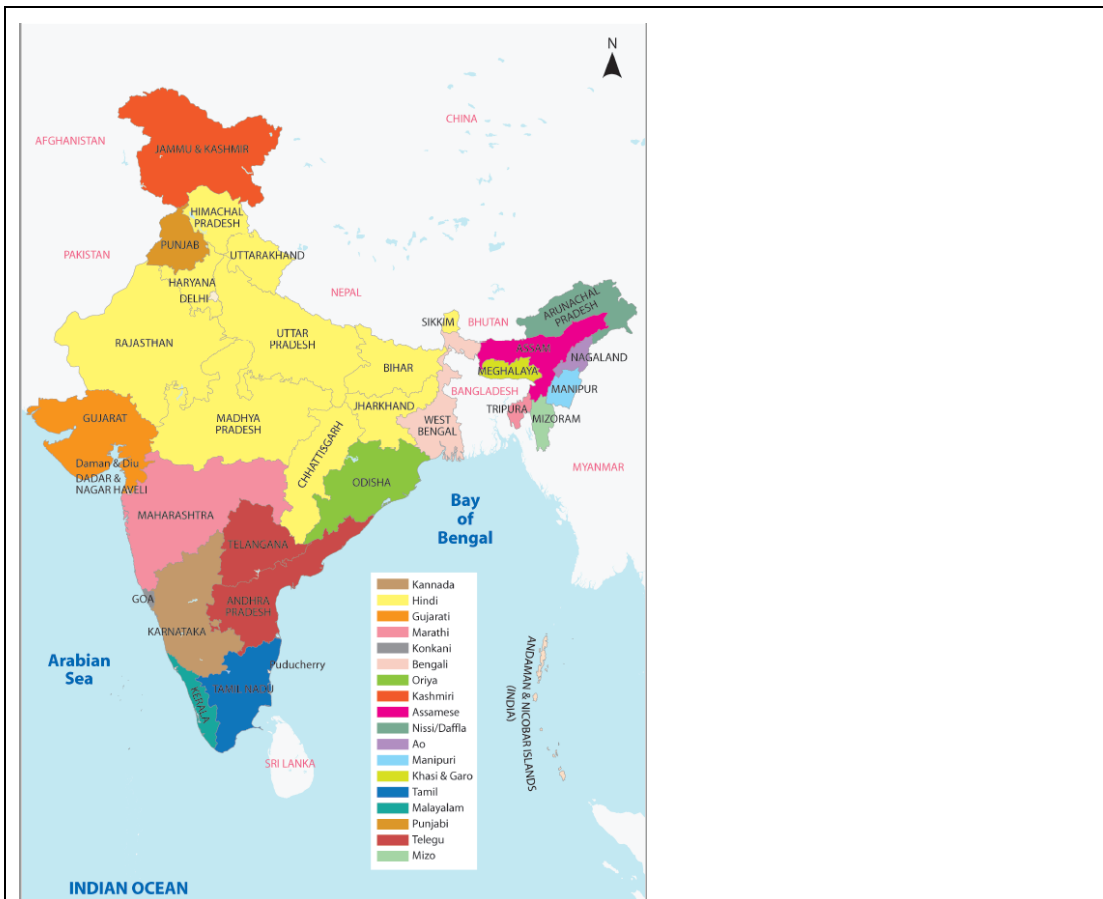 N
CHINA
AFGHANISTAN
JAMMU & KASHMIR
HIMACHAL
PRADESH
PUNJAB
PAKISTAN
UTTARAKHAND
HARYANA
DELHI
NEPAL
SIKKIM
BHUTAN
ARUNACHAL
PRADESH
RAJASTHAN
UTTAR
PRADESH
ASSAM
NAGALAND
BIHAR
MEGHALAYA
BANGLADESH
MANIPUR
JHARKHAND
TRIPURA
MIZORAM
GUJARAT
MADHYA
PRADESH
WEST
BENGAL
CHHATTISGARH
Daman & Diu
DADAR &
NAGAR HAVELI
ODISHA
MYANMAR
MAHARASHTRA
Bay
of
Bengal
TELANGANA
GOA
ANDHRA
PRADESH
KARNATAKA
Arabian
Sea
Puducherry
TAMIL NADU
KERALA
SRI LANKA
ANDAMAN & NICOBAR ISLANDS
(INDIA)
Kannada
Hindi
Gujarati
Marathi
Konkani
Bengali
Oriya
Kashmiri
Assamese
Nissi/Daffla
Ao
Manipuri
Khasi & Garo
Tamil
Malayalam
Punjabi
Telegu
Mizo
INDIAN OCEAN